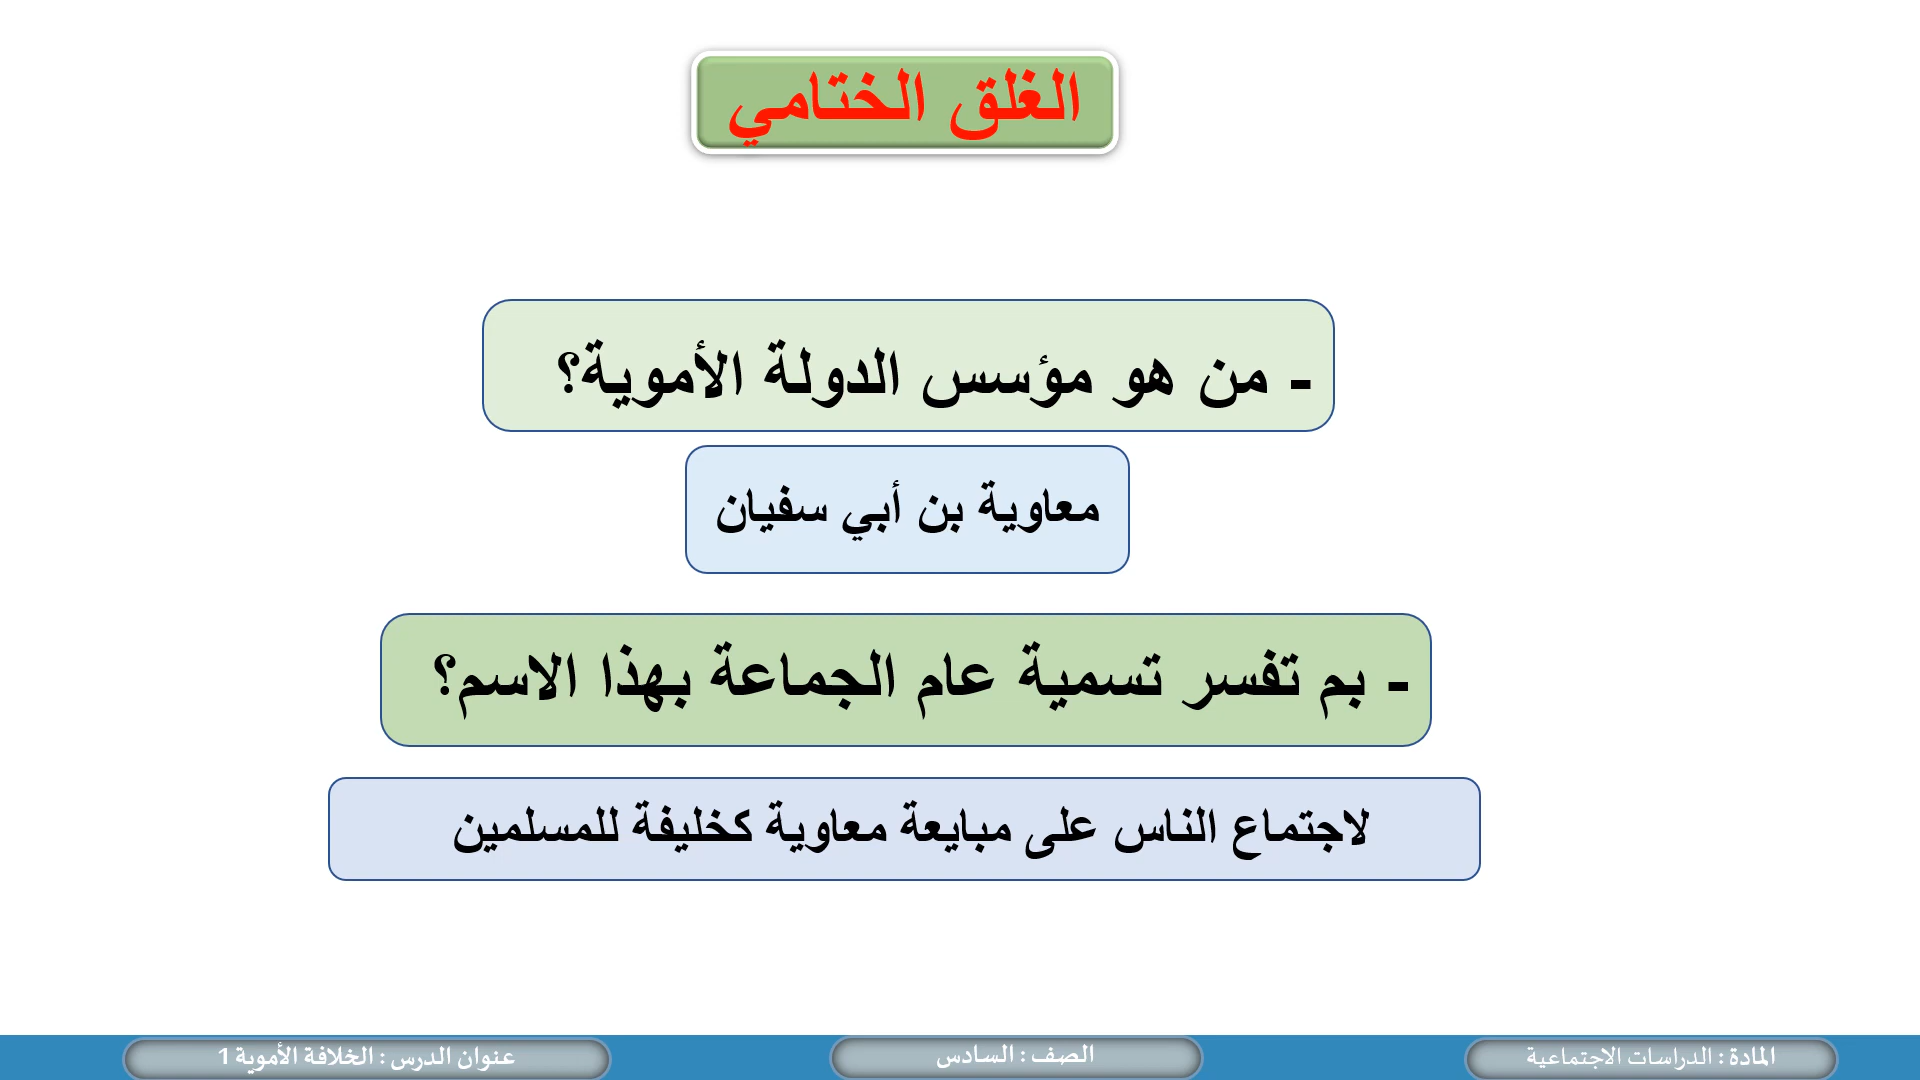 الغلق الختامي
- من هو مؤسس الدولة الأموية؟
معاوية بن أبي سفيان
- بم تفسر تسمية عام الجماعة بهذا الاسم؟
لاجتماع الناس على مبايعة معاوية كخليفة للمسلمين
المادة : الدراسات الاجتماعية
الصف : السادس
عنوان الدرس : الخلافة الأموية 1